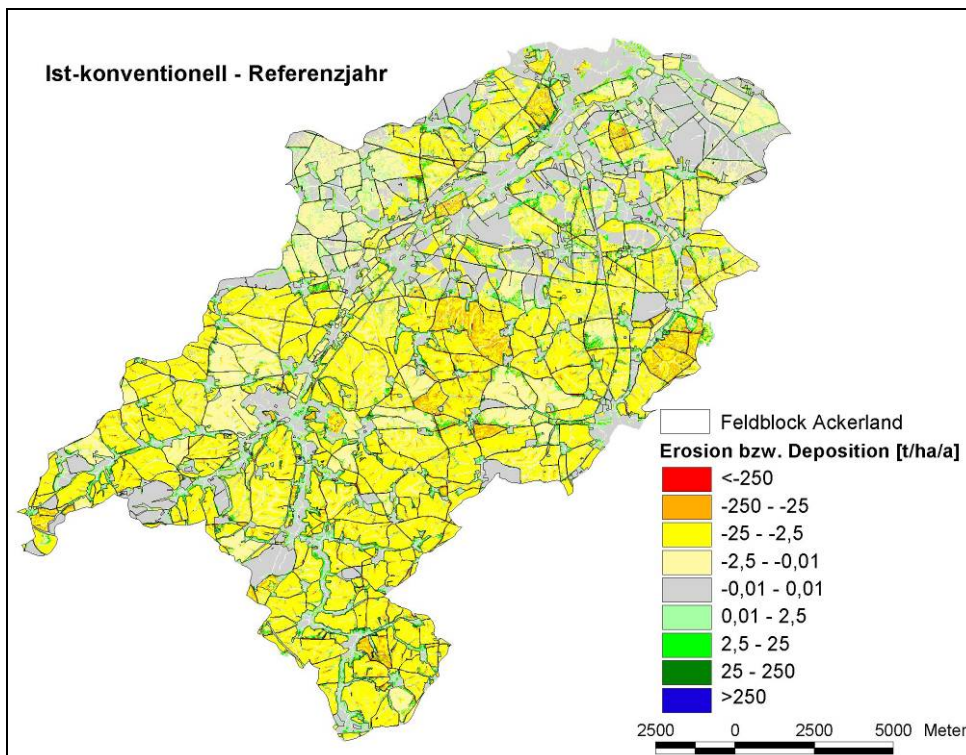 Ist-konventionell - Referenzjahr
Feldblock Ackerland
Erosion bzw. Deposition [t/ha/a]
<-250
-250 - -25
-25 - -2,5
-2,5 - -0,01
-0,01 - 0,01
0,01 - 2,5
2,5 - 25
25 - 250
>250
2500 0 2500 5000 Meter